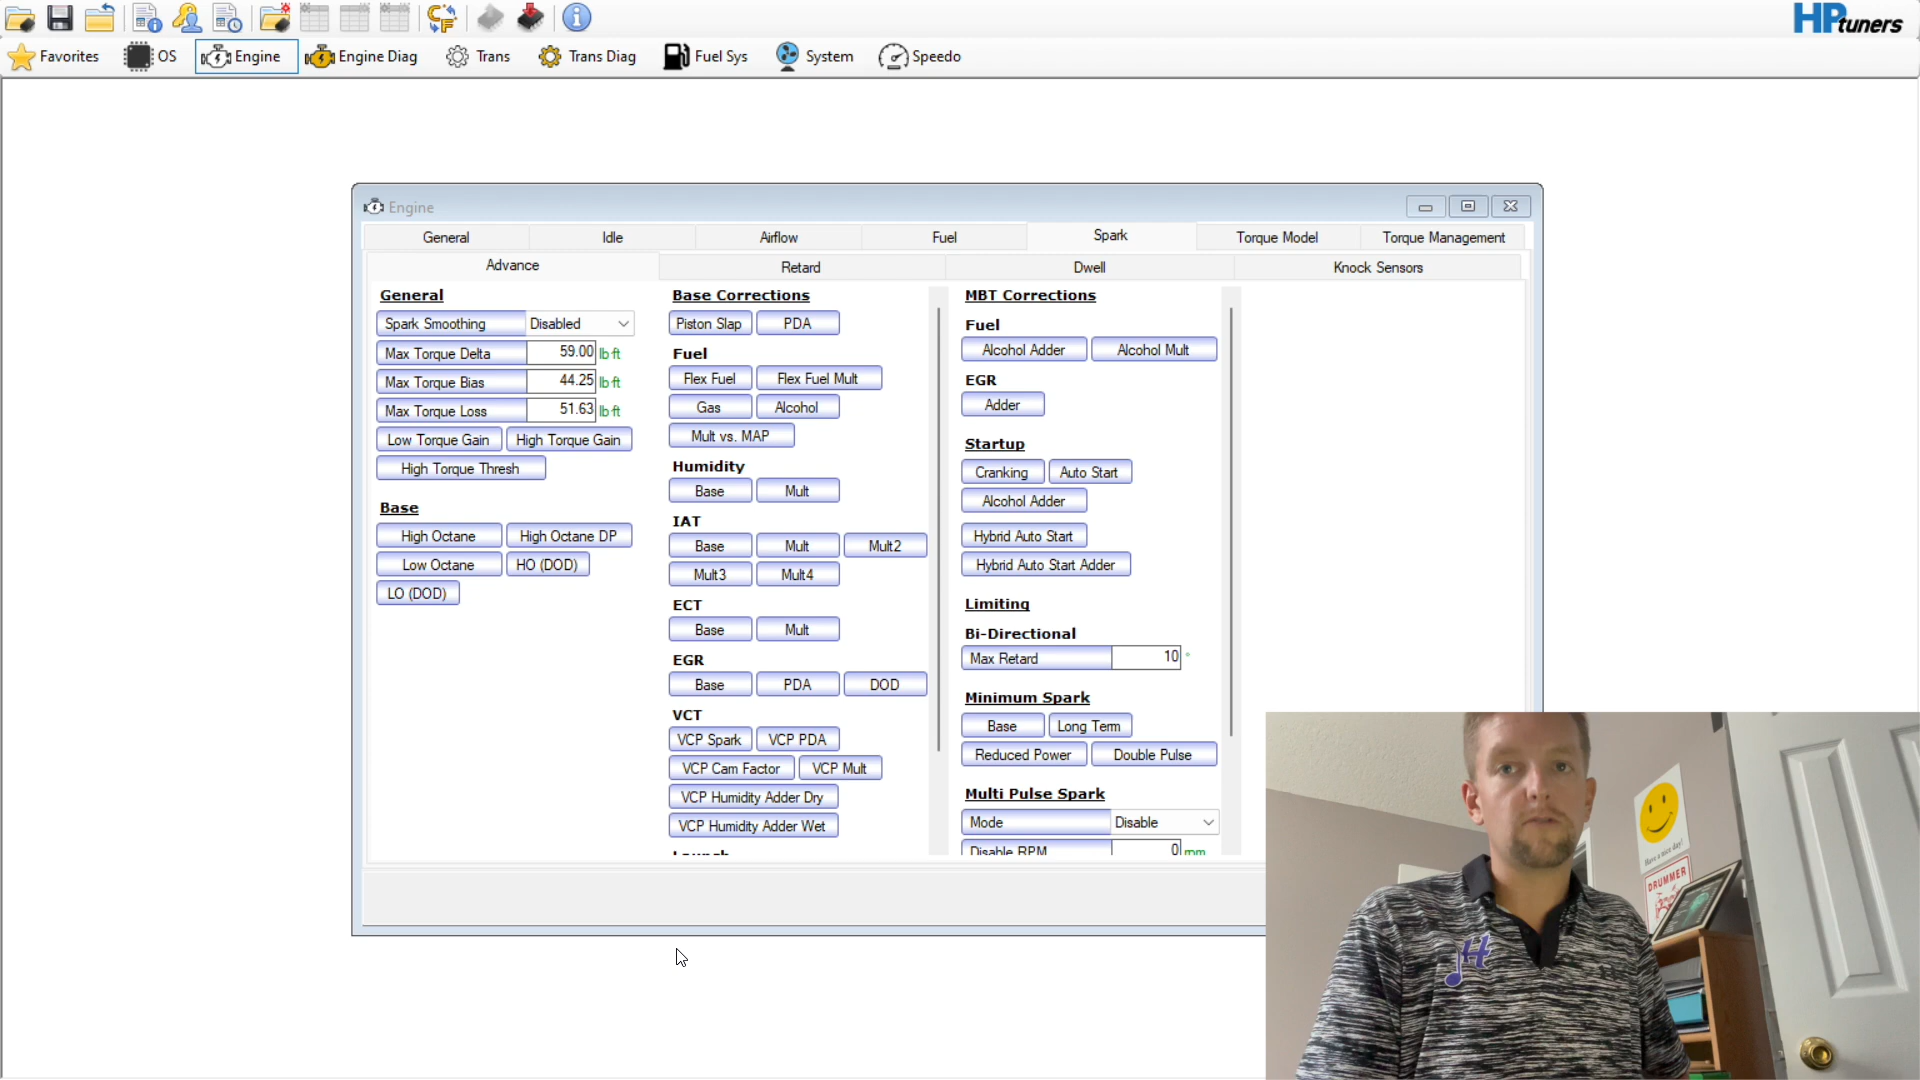 HPtuners
Favorites OS Engine Engine Diag Trans Trans Diag Fuel Sys System Speedo
Engine
General Idle Airflow Fuel Spark Torque Model Torque Management
Advance Retard Dwell Knock Sensors
General
Spark Smoothing Disabled
Max Torque Delta 59.00 lb·ft
Max Torque Bias 44.25 lb·ft
Max Torque Loss 51.63 lb·ft
Low Torque Gain High Torque Gain
High Torque Thresh
Base
High Octane High Octane DP
Low Octane HO (DOD)
LO (DOD)
Base Corrections
Piston Slap PDA
Fuel
Flex Fuel Flex Fuel Mult
Gas Alcohol
Mult vs. MAP
Humidity
Base Mult
IAT
Base Mult Mult2
Mult3 Mult4
ECT
Base Mult
EGR
Base PDA DOD
VCT
VCP Spark VCP PDA
VCP Cam Factor VCP Mult
VCP Humidity Adder Dry
VCP Humidity Adder Wet
MBT Corrections
Fuel
Alcohol Adder Alcohol Mult
EGR
Adder
Startup
Cranking Auto Start
Alcohol Adder
Hybrid Auto Start
Hybrid Auto Start Adder
Limiting
Bi-Directional
Max Retard 10 °
Minimum Spark
Base Long Term
Reduced Power Double Pulse
Multi Pulse Spark
Mode Disable
Disable RPM 0 rpm
Have a nice day!
DRUMMER
H